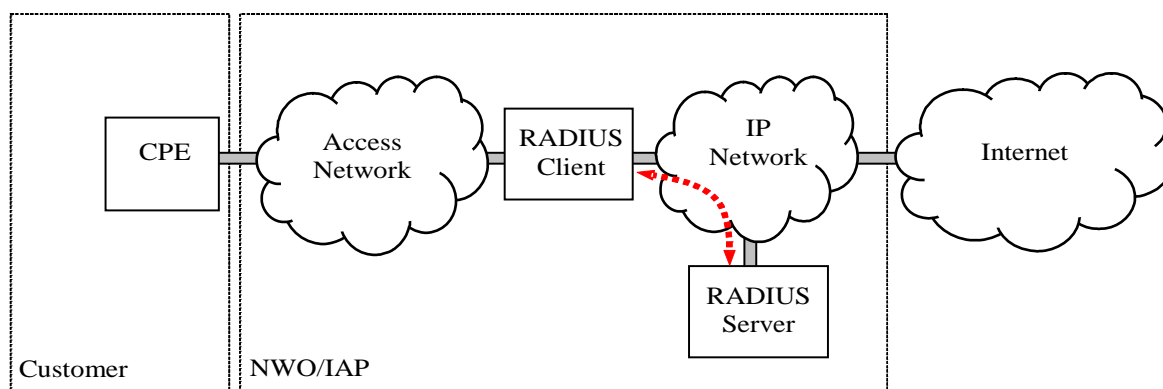 CPE
Access
Network
RADIUS
Client
IP
Network
Internet
RADIUS
Server
Customer
NWO/IAP